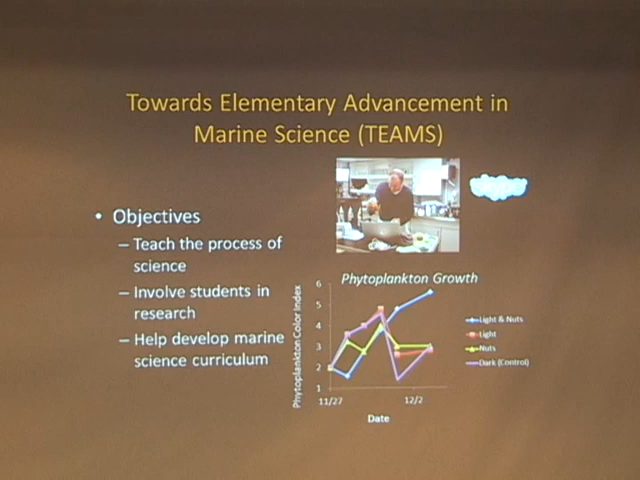 Towards Elementary Advancement in
Marine Science (TEAMS)
skype
• Objectives
– Teach the process of
science
– Involve students in
research
– Help develop marine
science curriculum
Phytoplankton Growth
Phytoplankton Color Index
6
5
4
3
2
1
11/27
12/2
Date
Light & Nuts
Light
Nuts
Dark (Control)